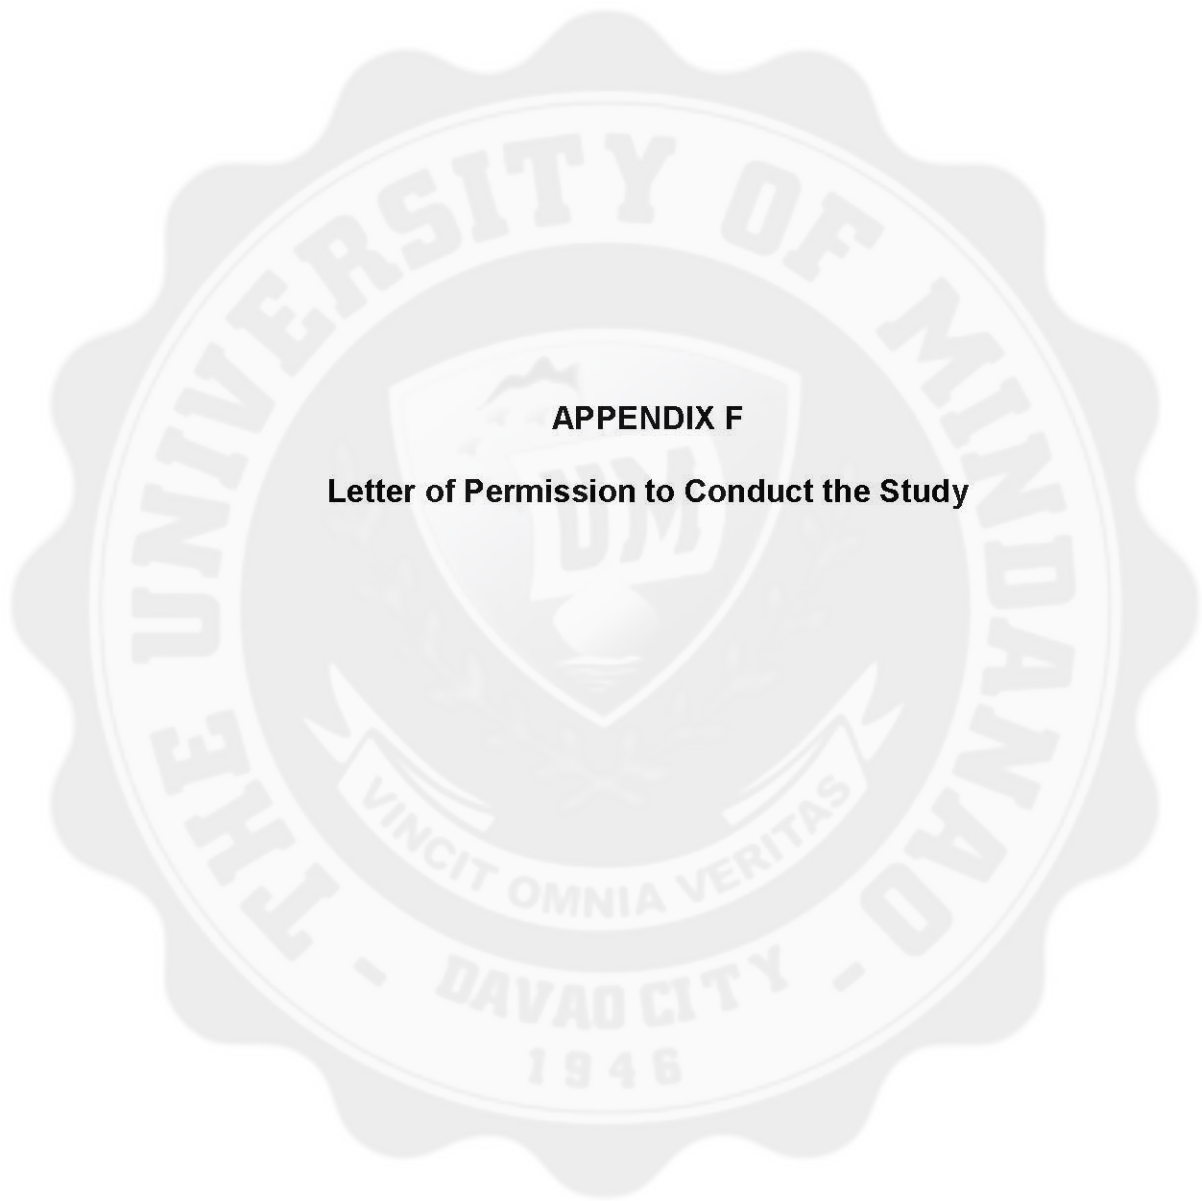 APPENDIX F
Letter of Permission to Conduct the Study
THE UNIVERSITY OF MINDANAO
UM
VINCIT OMNIA VERITAS
- DAVAO CITY -
1946